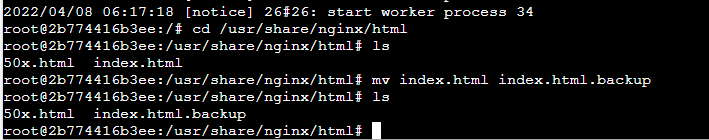 2022/04/08 06:17:18 [notice] 26#26: start worker process 34
root@2b774416b3ee:/# cd /usr/share/nginx/html
root@2b774416b3ee:/usr/share/nginx/html# ls
50x.html  index.html
root@2b774416b3ee:/usr/share/nginx/html# mv index.html index.html.backup
root@2b774416b3ee:/usr/share/nginx/html# ls
50x.html  index.html.backup
root@2b774416b3ee:/usr/share/nginx/html#